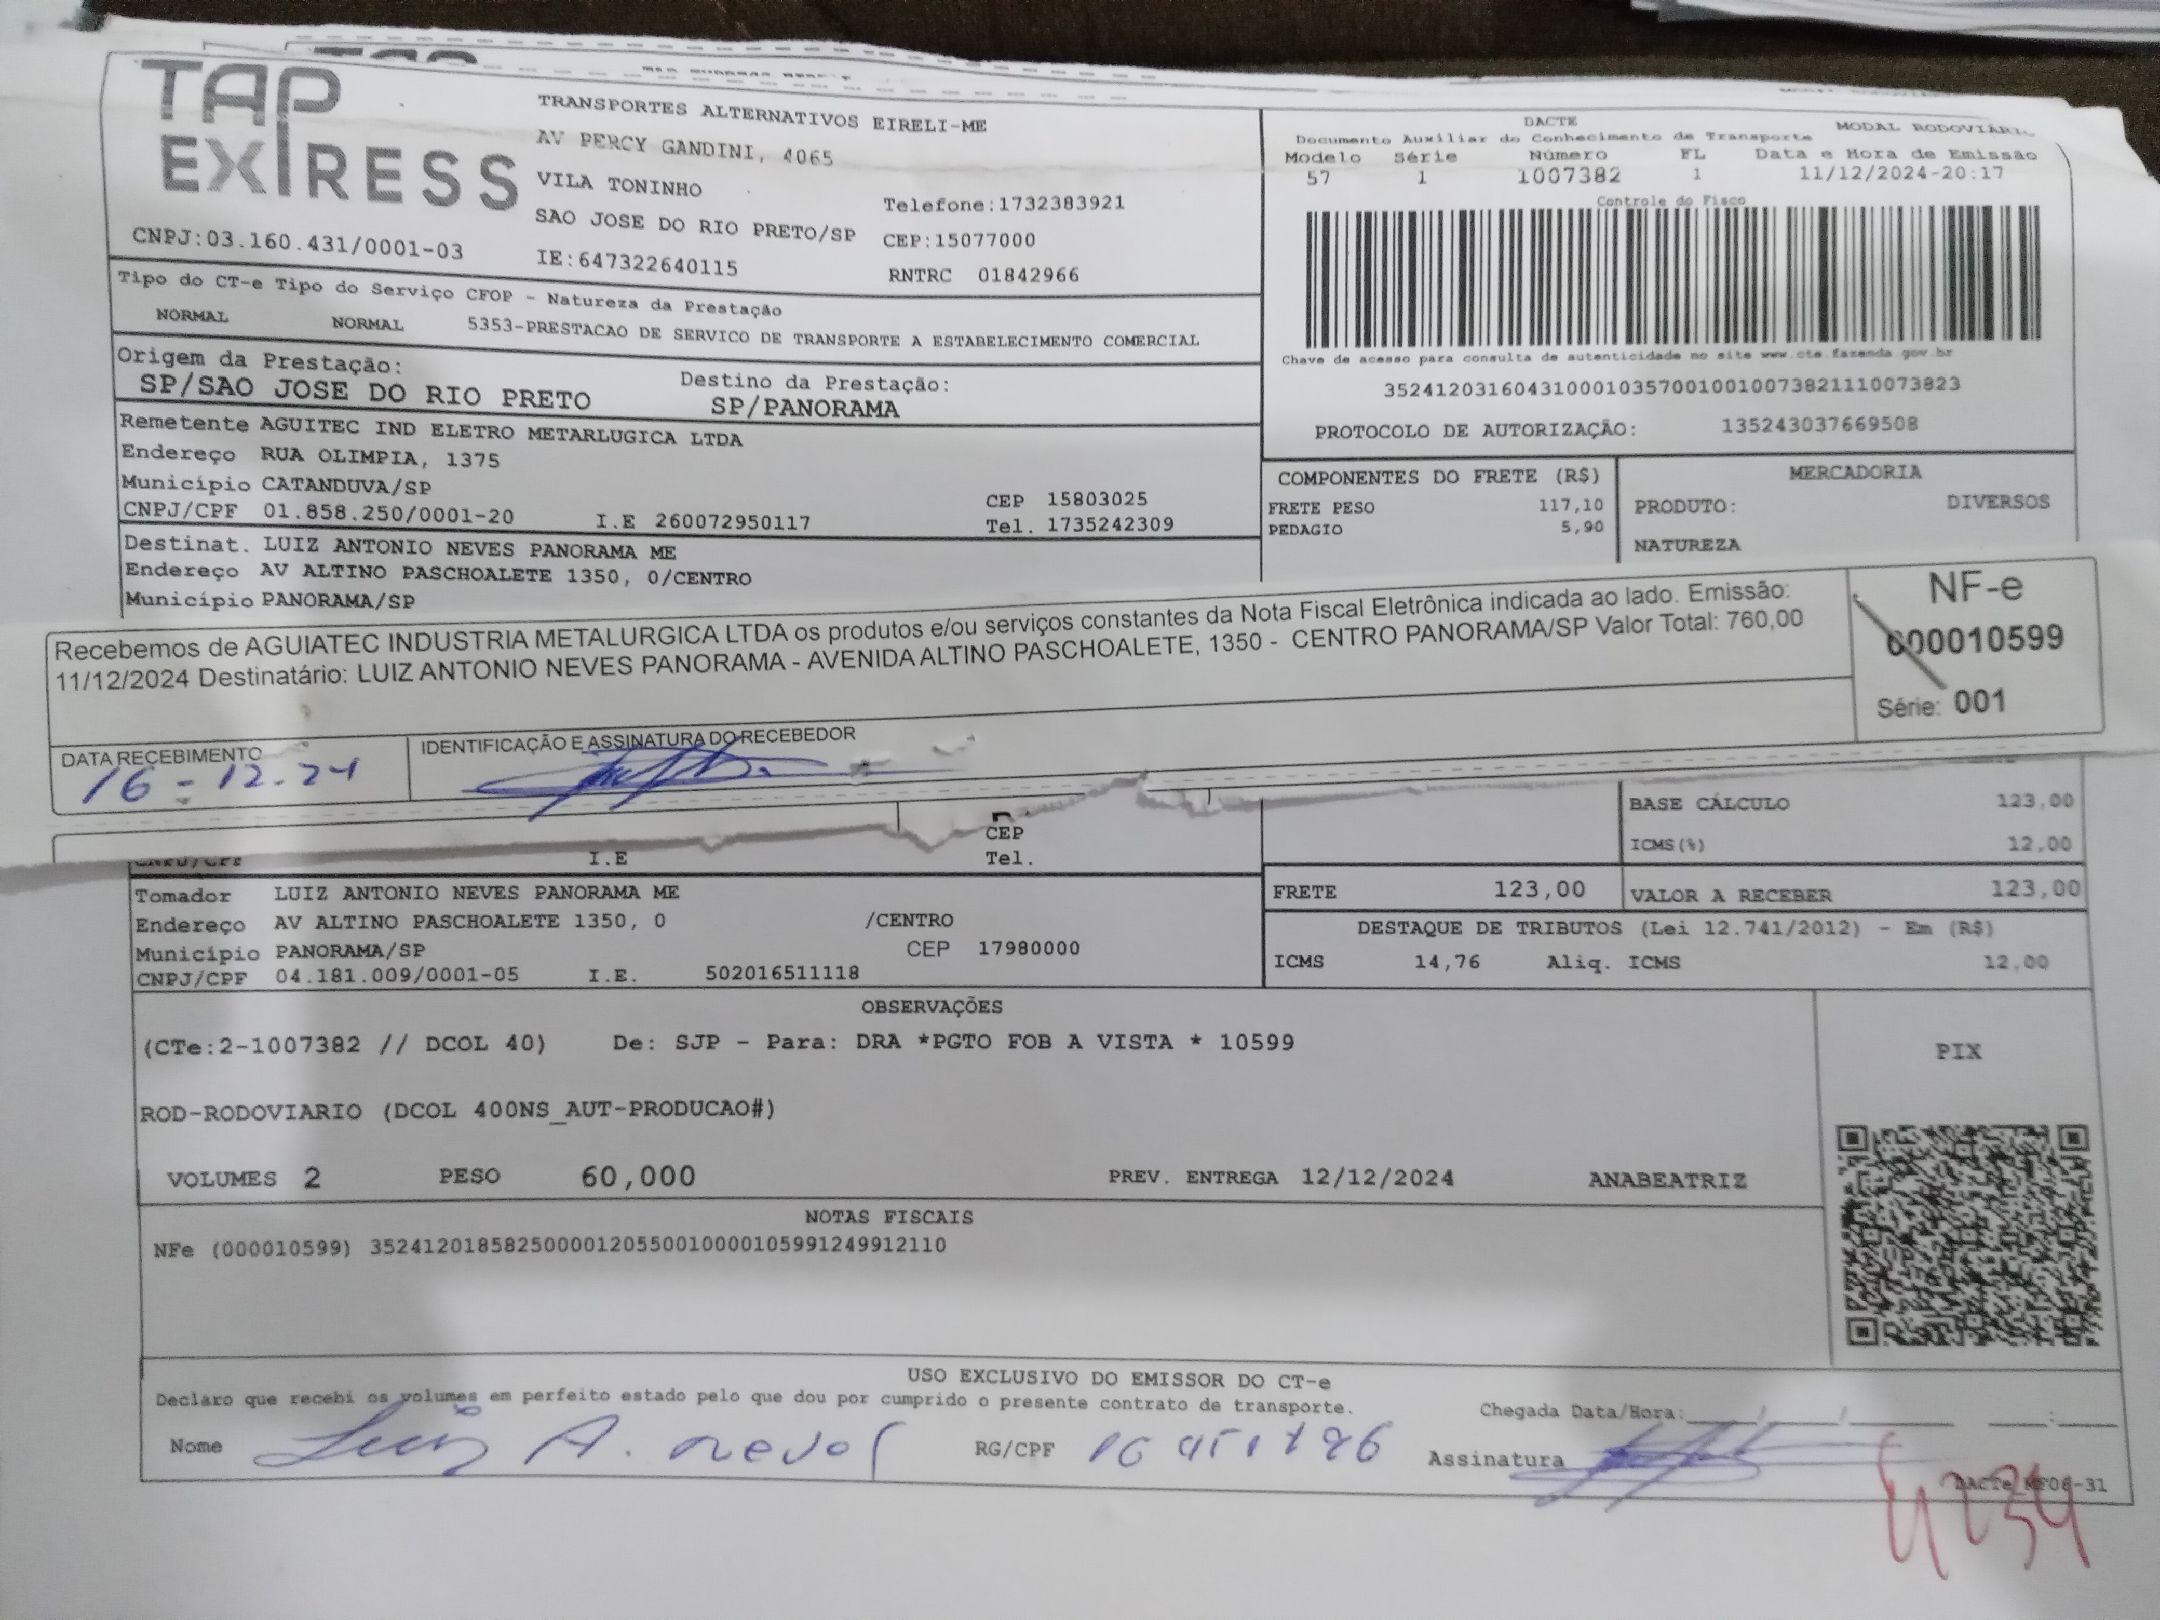 TAP
EXPRESS
CNPJ:03.160.431/0001-03
TRANSPORTES ALTERNATIVOS EIRELI-ME
AV PERCY GANDINI, 4065
VILA TONINHO
SAO JOSE DO RIO PRETO/SP
IE:647322640115
Telefone:1732383921
CEP:15077000
RNTRC 01842966
DACTE
MODAL RODOVIÁRIO
Documento Auxiliar do Conhecimento de Transporte
Modelo Série Número FL Data e Hora de Emissão
57 1 1007382 1 11/12/2024-20:17
Controle do Fisco
Chave de acesso para consulta de autenticidade no site www.cte.fazenda.gov.br
35241203160431000103570010010073821110073823
PROTOCOLO DE AUTORIZAÇÃO: 135243037669508
Tipo do CT-e Tipo do Serviço CFOP - Natureza da Prestação
NORMAL NORMAL 5353-PRESTACAO DE SERVICO DE TRANSPORTE A ESTABELECIMENTO COMERCIAL
Origem da Prestação: Destino da Prestação:
SP/SAO JOSE DO RIO PRETO SP/PANORAMA
Remetente AGUITEC IND ELETRO METARLUGICA LTDA
Endereço RUA OLIMPIA, 1375
Município CATANDUVA/SP CEP 15803025
CNPJ/CPF 01.858.250/0001-20 I.E 260072950117 Tel. 1735242309
Destinat. LUIZ ANTONIO NEVES PANORAMA ME
Endereço AV ALTINO PASCHOALETE 1350, 0/CENTRO
Município PANORAMA/SP
COMPONENTES DO FRETE (R$)
FRETE PESO 117,10
PEDAGIO 5,90
MERCADORIA
PRODUTO: DIVERSOS
NATUREZA
Recebemos de AGUIATEC INDUSTRIA METALURGICA LTDA os produtos e/ou serviços constantes da Nota Fiscal Eletrônica indicada ao lado. Emissão:
11/12/2024 Destinatário: LUIZ ANTONIO NEVES PANORAMA - AVENIDA ALTINO PASCHOALETE, 1350 - CENTRO PANORAMA/SP Valor Total: 760,00
NF-e
000010599
Série: 001
DATA RECEBIMENTO
16-12-24
IDENTIFICAÇÃO E ASSINATURA DO RECEBEDOR
CEP
CNPJ/CPF I.E Tel.
BASE CÁLCULO 123,00
ICMS(%) 12,00
FRETE 123,00 VALOR A RECEBER 123,00
Tomador LUIZ ANTONIO NEVES PANORAMA ME
Endereço AV ALTINO PASCHOALETE 1350, 0 /CENTRO
Município PANORAMA/SP CEP 17980000
CNPJ/CPF 04.181.009/0001-05 I.E. 502016511118
DESTAQUE DE TRIBUTOS (Lei 12.741/2012) - Em (R$)
ICMS 14,76 Aliq. ICMS 12,00
OBSERVAÇÕES
(CTe:2-1007382 // DCOL 40) De: SJP - Para: DRA *PGTO FOB A VISTA * 10599
ROD-RODOVIARIO (DCOL 400NS_AUT-PRODUCAO#)
PIX
VOLUMES 2 PESO 60,000 PREV. ENTREGA 12/12/2024 ANABEATRIZ
NOTAS FISCAIS
NFe (000010599) 35241201858250000120550010000105991249912110
USO EXCLUSIVO DO EMISSOR DO CT-e
Declaro que recebi os volumes em perfeito estado pelo que dou por cumprido o presente contrato de transporte.
Chegada Data/Hora:___/___/___ ___:___
Nome Luiz A. neves RG/CPF Assinatura
DACTe_MF06-31